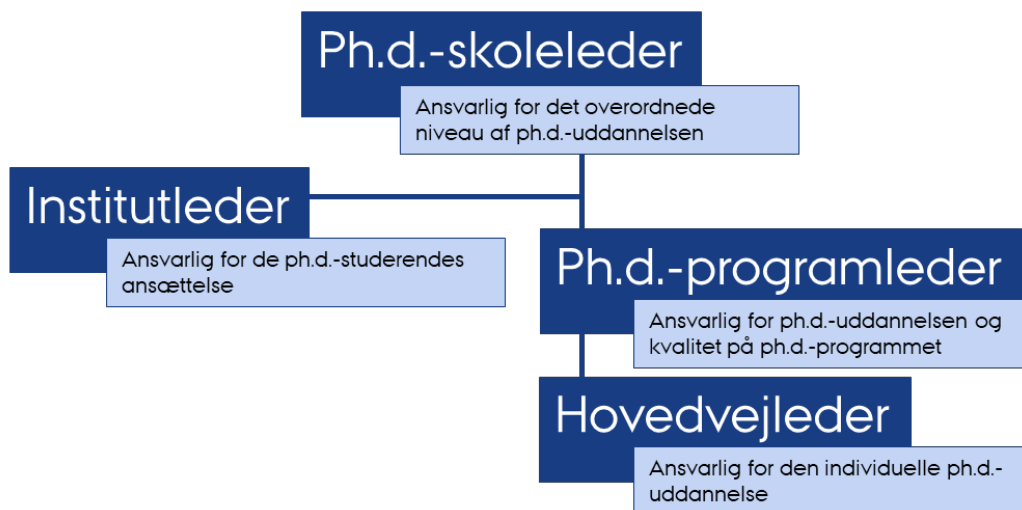 Ph.d.-skoleleder
Ansvarlig for det overordnede
niveau af ph.d.-uddannelsen
Institutleder
Ansvarlig for de ph.d.-studerendes
ansættelse
Ph.d.-programleder
Ansvarlig for ph.d.-uddannelsen og
kvalitet på ph.d.-programmet
Hovedvejleder
Ansvarlig for den individuelle ph.d.-
uddannelse